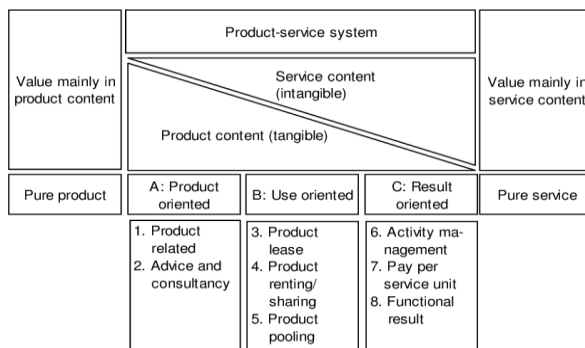 Product-service system
Value mainly in
product content
Service content
(intangible)
Product content (tangible)
Value mainly in
service content
Pure product
A: Product
oriented
B: Use oriented
C: Result
oriented
Pure service
1. Product
related
2. Advice and
consultancy
3. Product
lease
4. Product
renting/
sharing
5. Product
pooling
6. Activity ma-
nagement
7. Pay per
service unit
8. Functional
result